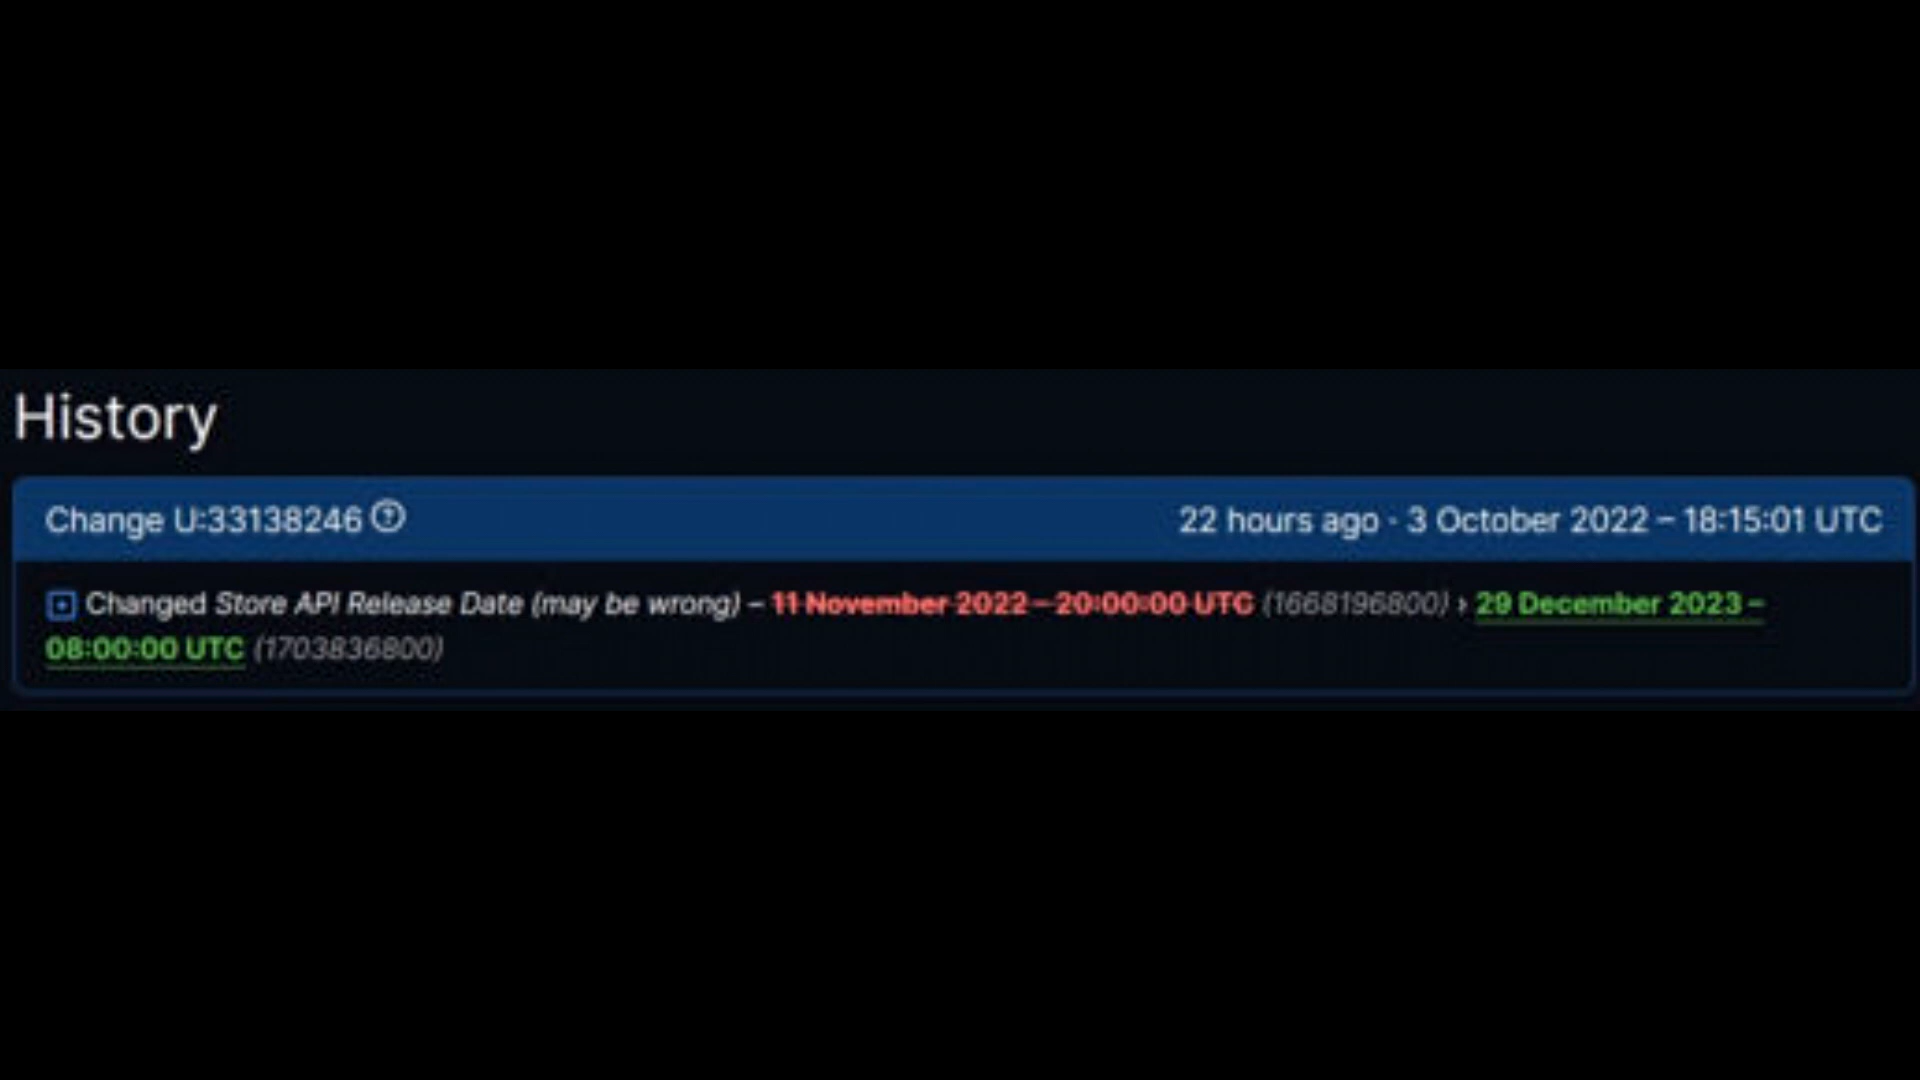 History
Change U:33138246 ?
22 hours ago · 3 October 2022 – 18:15:01 UTC
Changed Store API Release Date (may be wrong) – 11 November 2022 – 20:00:00 UTC (1668196800) › 29 December 2023 –
08:00:00 UTC (1703836800)